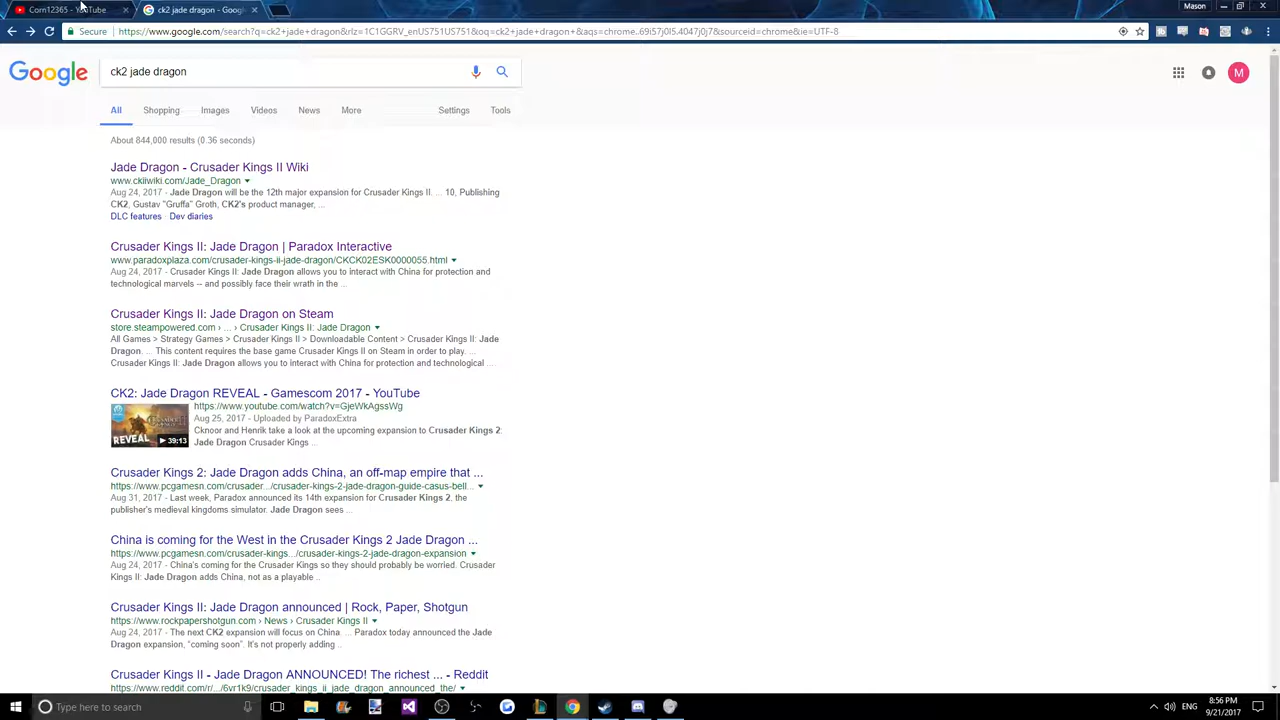 Corn12365 - YouTube
ck2 jade dragon - Goog
Mason
Secure
https://www.google.com/search?q=ck2+jade+dragon&rlz=1C1GGRV_enUS751US751&oq=ck2+jade+dragon+&aqs=chrome..69i57j0l5.4047j0j7&sourceid=chrome&ie=UTF-8
Google
ck2 jade dragon
M
All
Shopping
Images
Videos
News
More
Settings
Tools
About 844,000 results (0.36 seconds)
Jade Dragon - Crusader Kings II Wiki
www.ckiiwiki.com/Jade_Dragon
Aug 24, 2017 - Jade Dragon will be the 12th major expansion for Crusader Kings II. ... 10, Publishing
CK2, Gustav "Gruffa" Groth, CK2's product manager, ...
DLC features · Dev diaries
Crusader Kings II: Jade Dragon | Paradox Interactive
www.paradoxplaza.com/crusader-kings-ii-jade-dragon/CKCK02ESK0000055.html
Aug 24, 2017 - Crusader Kings II: Jade Dragon allows you to interact with China for protection and
technological marvels -- and possibly face their wrath in the ...
Crusader Kings II: Jade Dragon on Steam
store.steampowered.com › ... › Crusader Kings II: Jade Dragon
All Games > Strategy Games > Crusader Kings II > Downloadable Content > Crusader Kings II: Jade
Dragon. ... This content requires the base game Crusader Kings II on Steam in order to play. ...
Crusader Kings II: Jade Dragon allows you to interact with China for protection and technological ...
CK2: Jade Dragon REVEAL - Gamescom 2017 - YouTube
https://www.youtube.com/watch?v=GjeWkAgssWg
Aug 25, 2017 - Uploaded by ParadoxExtra
Cknoor and Henrik take a look at the upcoming expansion to Crusader Kings 2:
Jade Dragon Crusader Kings ...
REVEAL
39:13
Crusader Kings 2: Jade Dragon adds China, an off-map empire that ...
https://www.pcgamesn.com/crusader.../crusader-kings-2-jade-dragon-guide-casus-bell...
Aug 31, 2017 - Last week, Paradox announced its 14th expansion for Crusader Kings 2, the
publisher's medieval kingdoms simulator. Jade Dragon sees ...
China is coming for the West in the Crusader Kings 2 Jade Dragon ...
https://www.pcgamesn.com/crusader-kings.../crusader-kings-2-jade-dragon-expansion
Aug 24, 2017 - China's coming for the Crusader Kings so they should probably be worried. Crusader
Kings II: Jade Dragon adds China, not as a playable ..
Crusader Kings II: Jade Dragon announced | Rock, Paper, Shotgun
https://www.rockpapershotgun.com › News › Crusader Kings II
Aug 24, 2017 - The next CK2 expansion will focus on China. ... Paradox today announced the Jade
Dragon expansion, “coming soon”. It's not properly adding ..
Crusader Kings II - Jade Dragon ANNOUNCED! The richest ... - Reddit
https://www.reddit.com/r/.../6vr1k9/crusader_kings_ii_jade_dragon_announced_the/
Type here to search
8:56 PM
9/21/2017